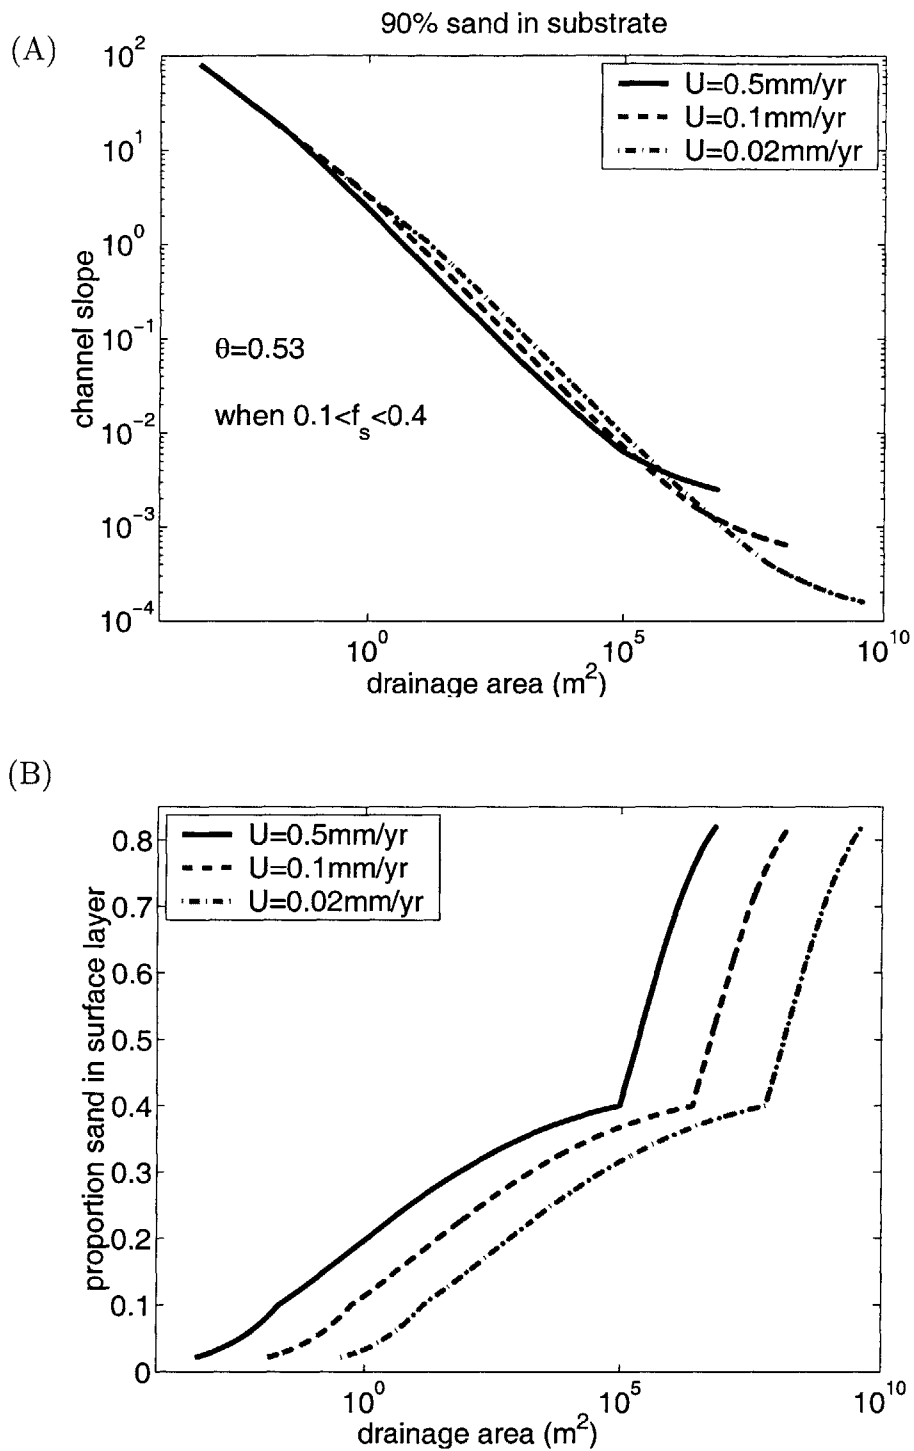 (A)
90% sand in substrate
10^2
10^1
10^0
10^-1
10^-2
10^-3
10^-4
channel slope
U=0.5mm/yr
U=0.1mm/yr
U=0.02mm/yr
θ=0.53
when 0.1<f_s<0.4
10^0
10^5
10^10
drainage area (m^2)
(B)
U=0.5mm/yr
U=0.1mm/yr
U=0.02mm/yr
0.8
0.7
0.6
0.5
0.4
0.3
0.2
0.1
0
proportion sand in surface layer
10^0
10^5
10^10
drainage area (m^2)